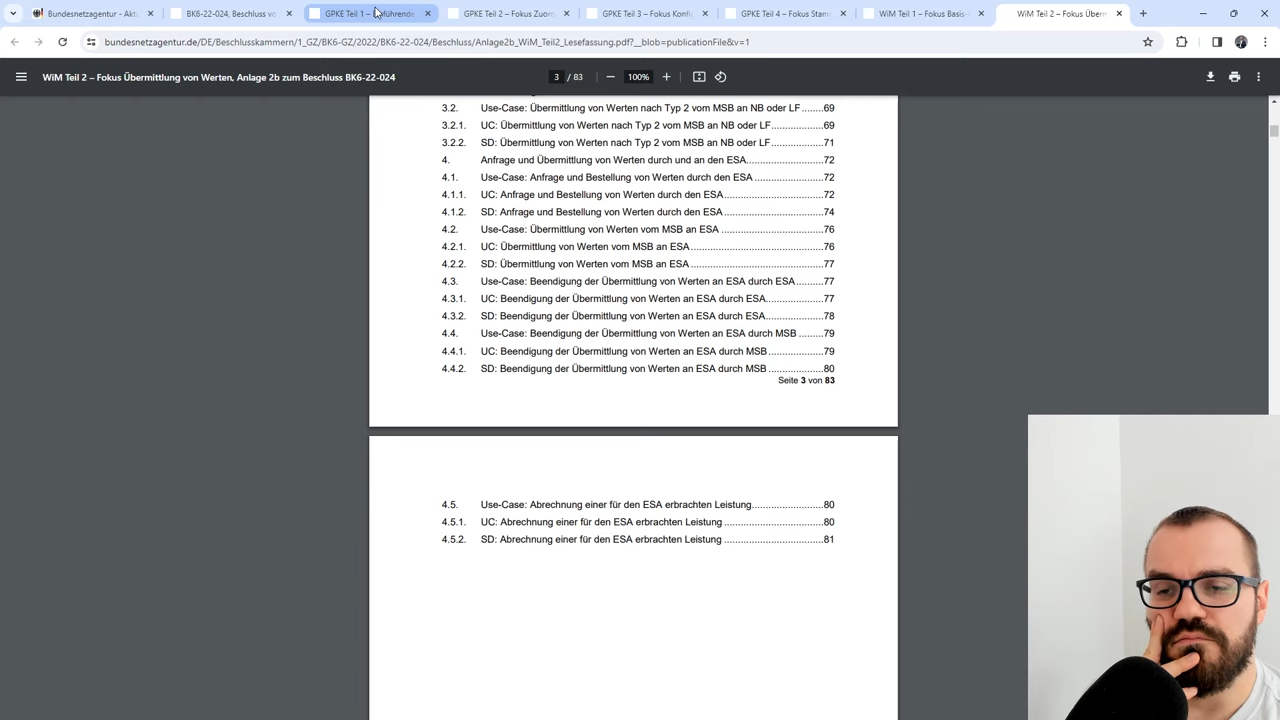 Bundesnetzagentur - Akt
BK6-22-024, Beschluss vo
GPKE Teil 1 –
GPKE Teil 2 – Fokus Zuor
GPKE Teil 3 – Fokus Konfi
GPKE Teil 4 – Fokus Stam
WiM Teil 1 – Fokus Basis-
WiM Teil 2 – Fokus Überm
bundesnetzagentur.de/DE/Beschlusskammern/1_GZ/BK6-GZ/2022/BK6-22-024/Beschluss/Anlage2b_WiM_Teil2_Lesefassung.pdf?__blob=publicationFile&v=1
WiM Teil 2 – Fokus Übermittlung von Werten, Anlage 2b zum Beschluss BK6-22-024
3 / 83
100%
3.2. Use-Case: Übermittlung von Werten nach Typ 2 vom MSB an NB oder LF ........69
3.2.1. UC: Übermittlung von Werten nach Typ 2 vom MSB an NB oder LF...................69
3.2.2. SD: Übermittlung von Werten nach Typ 2 vom MSB an NB oder LF...................71
4. Anfrage und Übermittlung von Werten durch und an den ESA............................72
4.1. Use-Case: Anfrage und Bestellung von Werten durch den ESA .........................72
4.1.1. UC: Anfrage und Bestellung von Werten durch den ESA...................................72
4.1.2. SD: Anfrage und Bestellung von Werten durch den ESA...................................74
4.2. Use-Case: Übermittlung von Werten vom MSB an ESA .....................................76
4.2.1. UC: Übermittlung von Werten vom MSB an ESA...............................................76
4.2.2. SD: Übermittlung von Werten vom MSB an ESA ...............................................77
4.3. Use-Case: Beendigung der Übermittlung von Werten an ESA durch ESA..........77
4.3.1. UC: Beendigung der Übermittlung von Werten an ESA durch ESA....................77
4.3.2. SD: Beendigung der Übermittlung von Werten an ESA durch ESA....................78
4.4. Use-Case: Beendigung der Übermittlung von Werten an ESA durch MSB .........79
4.4.1. UC: Beendigung der Übermittlung von Werten an ESA durch MSB ...................79
4.4.2. SD: Beendigung der Übermittlung von Werten an ESA durch MSB ...................80
Seite 3 von 83
4.5. Use-Case: Abrechnung einer für den ESA erbrachten Leistung..........................80
4.5.1. UC: Abrechnung einer für den ESA erbrachten Leistung ...................................80
4.5.2. SD: Abrechnung einer für den ESA erbrachten Leistung ...................................81